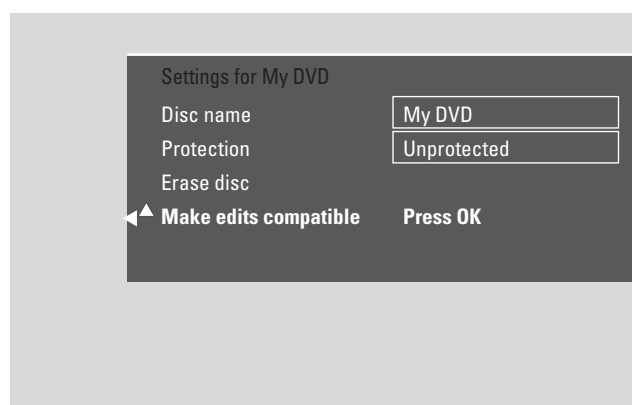 Settings for My DVD
Disc name My DVD
Protection Unprotected
Erase disc
Make edits compatible Press OK